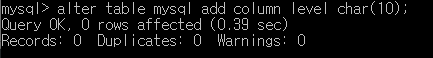 mysql> alter table mysql add column level char(10);
Query OK, 0 rows affected (0.39 sec)
Records: 0  Duplicates: 0  Warnings: 0